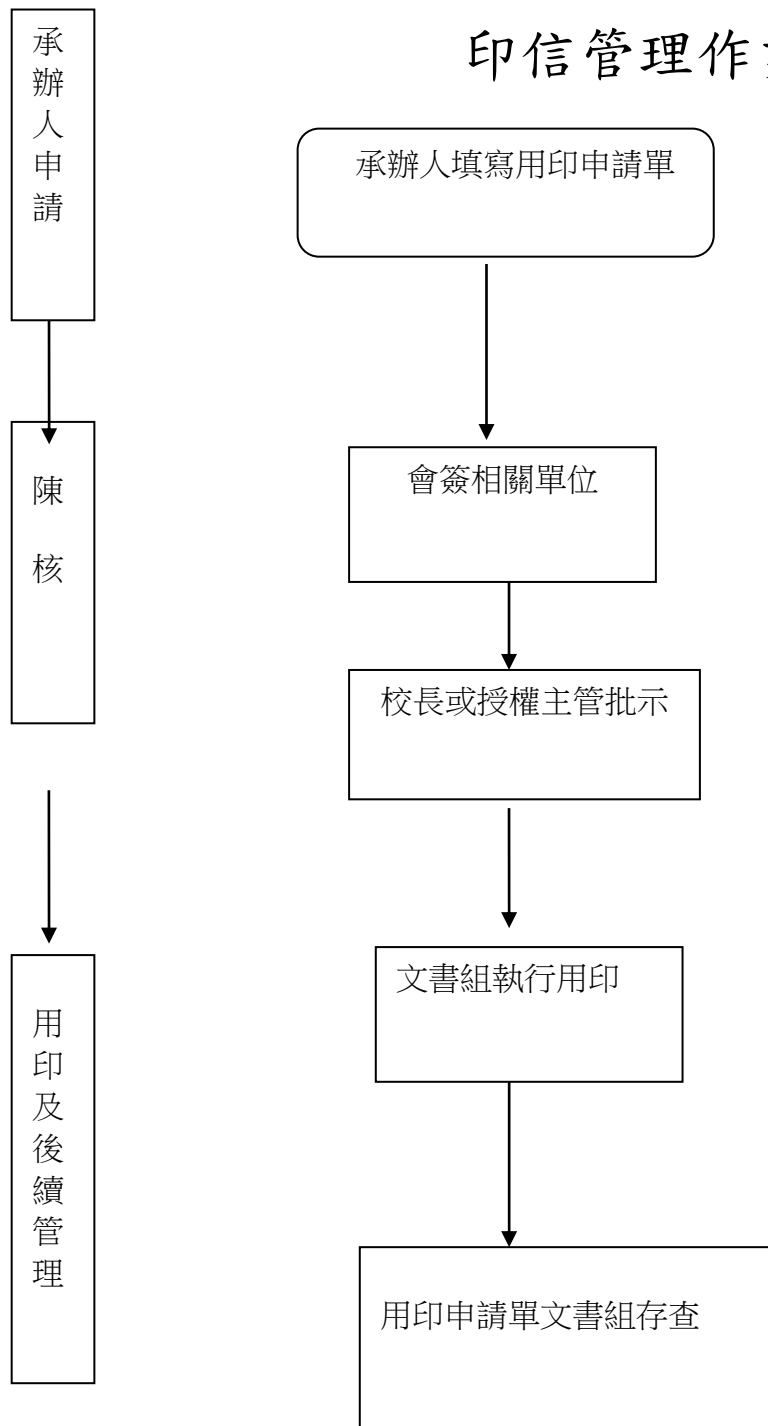 印信管理作
承辦人申請
承辦人填寫用印申請單
陳核
會簽相關單位
校長或授權主管批示
用印及後續管理
文書組執行用印
用印申請單文書組存查